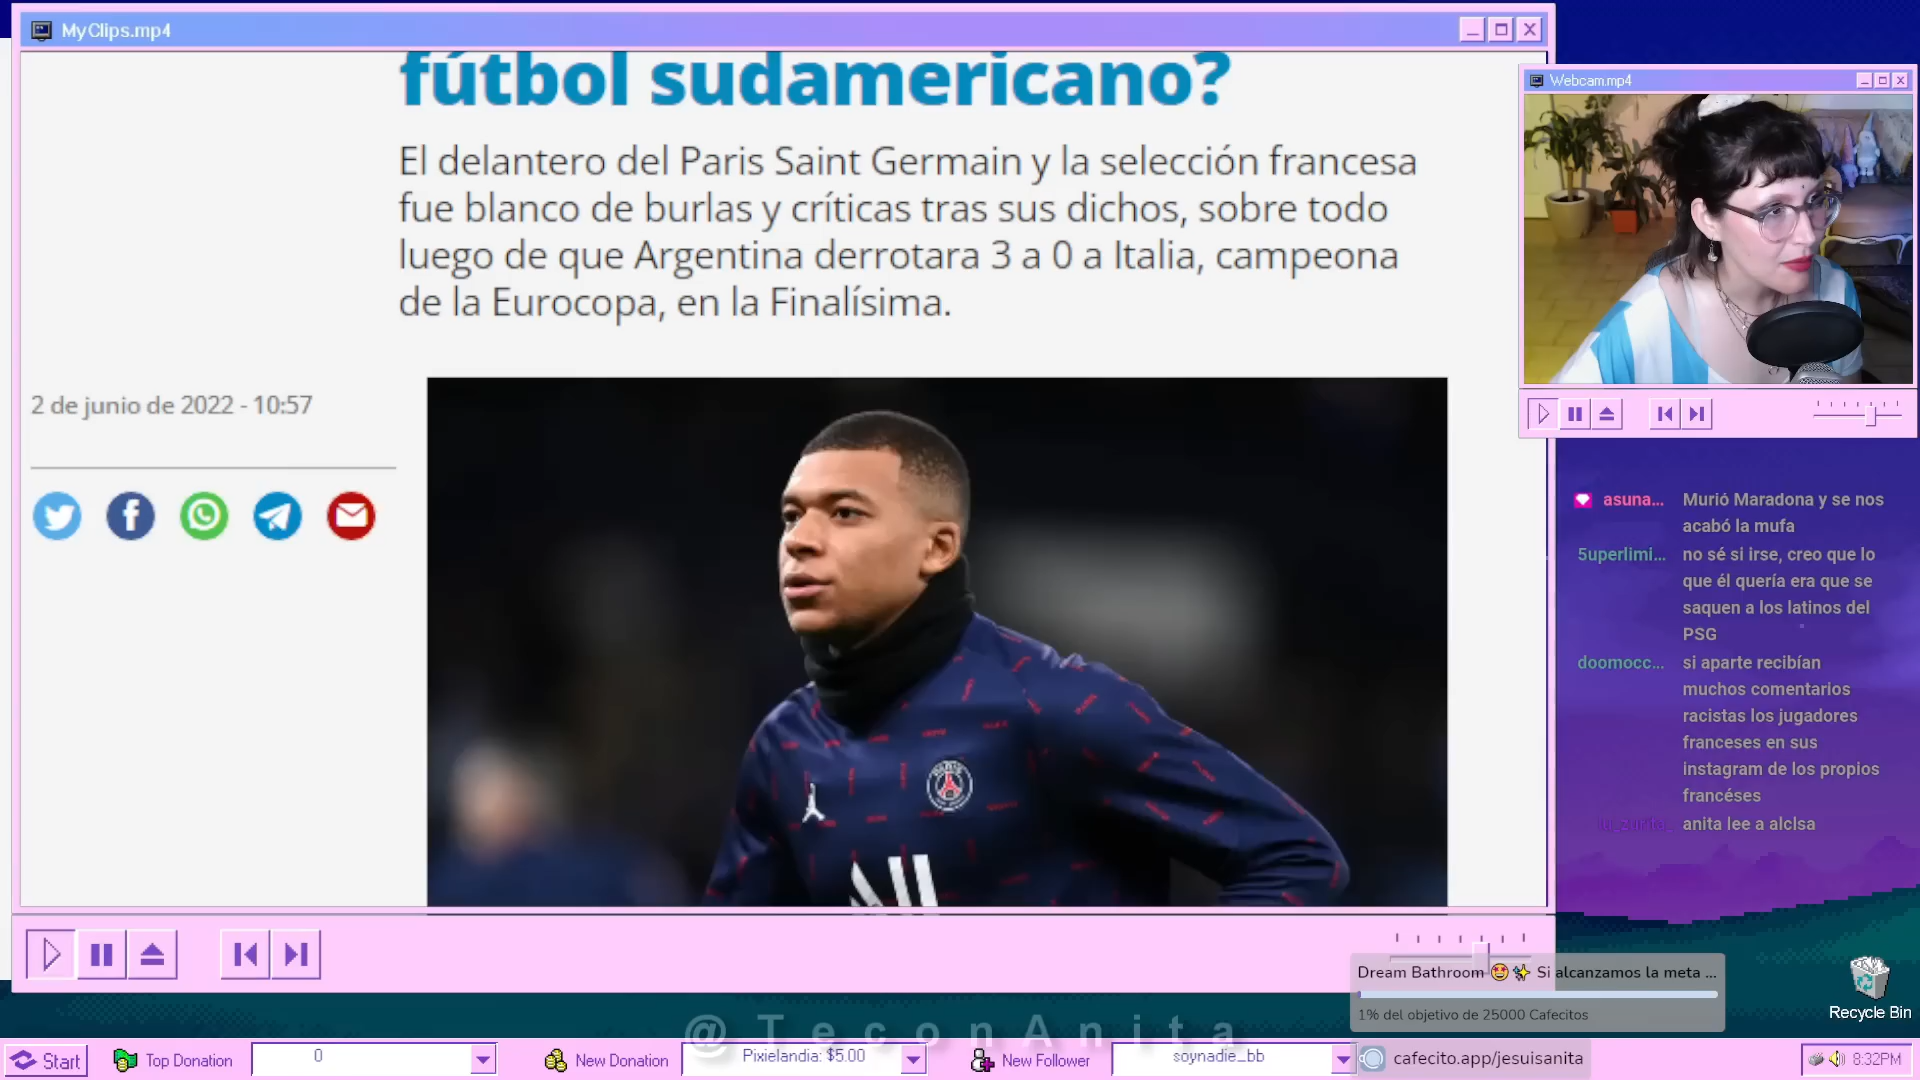 MyClips.mp4
fútbol sudamericano?
El delantero del Paris Saint Germain y la selección francesa
fue blanco de burlas y críticas tras sus dichos, sobre todo
luego de que Argentina derrotara 3 a 0 a Italia, campeona
de la Eurocopa, en la Finalísima.
2 de junio de 2022 - 10:57
Webcam.mp4
asuna... Murió Maradona y se nos
acabó la mufa
5uperlimi... no sé si irse, creo que lo
que él quería era que se
saquen a los latinos del
PSG
doomocc... si aparte recibían
muchos comentarios
racistas los jugadores
franceses en sus
instagram de los propios
francéses
anita lee a alclsa
Dream Bathroom 🤩✨ Si alcanzamos la meta ...
1% del objetivo de 25000 Cafecitos
Recycle Bin
@TeconAnita
Start
Top Donation
0
New Donation
Pixielandia: $5.00
New Follower
soynadie_bb
cafecito.app/jesuisanita
8:32PM